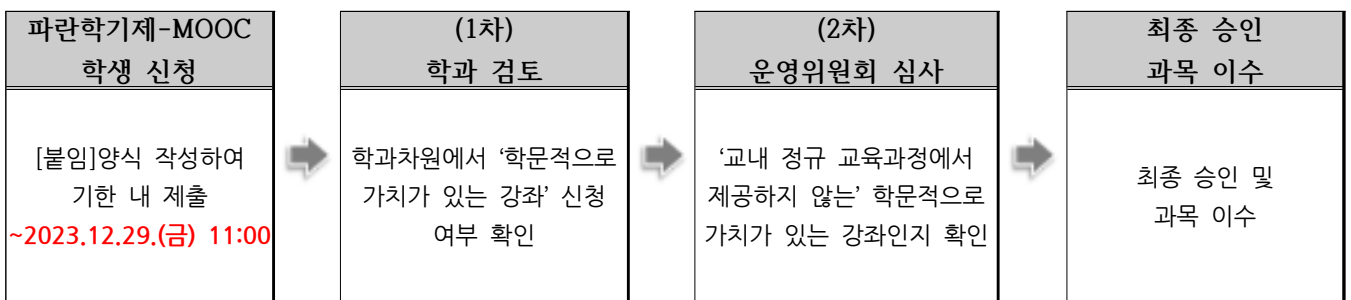 파란학기제-MOOC
학생 신청
[붙임]양식 작성하여
기한 내 제출
~2023.12.29.(금) 11:00
(1차)
학과 검토
학과차원에서 ‘학문적으로
가치가 있는 강좌’ 신청
여부 확인
(2차)
운영위원회 심사
‘교내 정규 교육과정에서
제공하지 않는’ 학문적으로
가치가 있는 강좌인지 확인
최종 승인
과목 이수
최종 승인 및
과목 이수